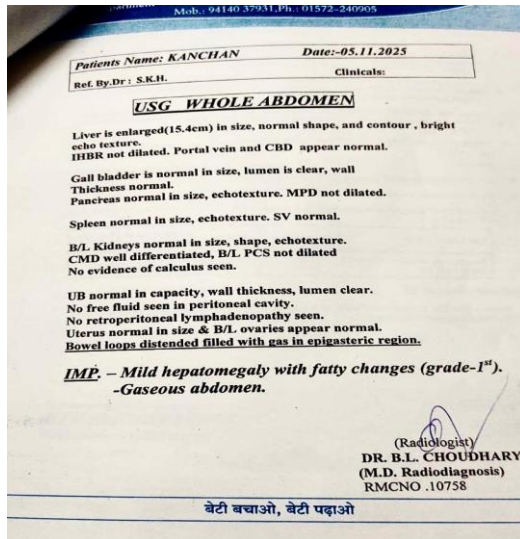 Mob.: 94140 37931,Ph.: 01572-240905
Patients Name: KANCHAN Date:-05.11.2025
Ref. By.Dr : S.K.H. Clinicals:
USG WHOLE ABDOMEN
Liver is enlarged(15.4cm) in size, normal shape, and contour , bright
echo texture.
IHBR not dilated. Portal vein and CBD appear normal.
Gall bladder is normal in size, lumen is clear, wall
Thickness normal.
Pancreas normal in size, echotexture. MPD not dilated.
Spleen normal in size, echotexture. SV normal.
B/L Kidneys normal in size, shape, echotexture.
CMD well differentiated, B/L PCS not dilated
No evidence of calculus seen.
UB normal in capacity, wall thickness, lumen clear.
No free fluid seen in peritoneal cavity.
No retroperitoneal lymphadenopathy seen.
Uterus normal in size & B/L ovaries appear normal.
Bowel loops distended filled with gas in epigasteric region.
IMP. – Mild hepatomegaly with fatty changes (grade-1st).
-Gaseous abdomen.
(Radiologist)
DR. B.L. CHOUDHARY
(M.D. Radiodiagnosis)
RMCNO .10758
बेटी बचाओ, बेटी पढ़ाओ